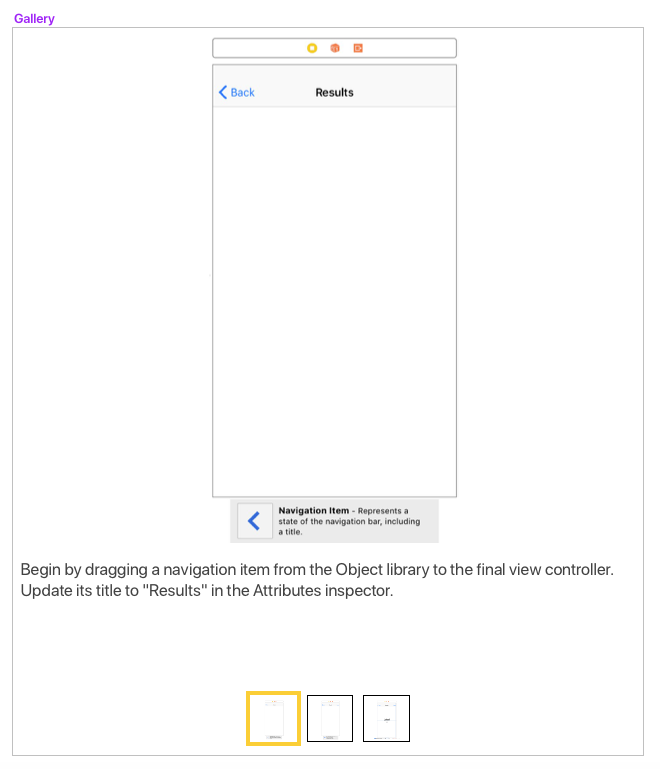 Gallery
Back
Results
Navigation Item - Represents a
state of the navigation bar, including
a title.
Begin by dragging a navigation item from the Object library to the final view controller.
Update its title to "Results" in the Attributes inspector.